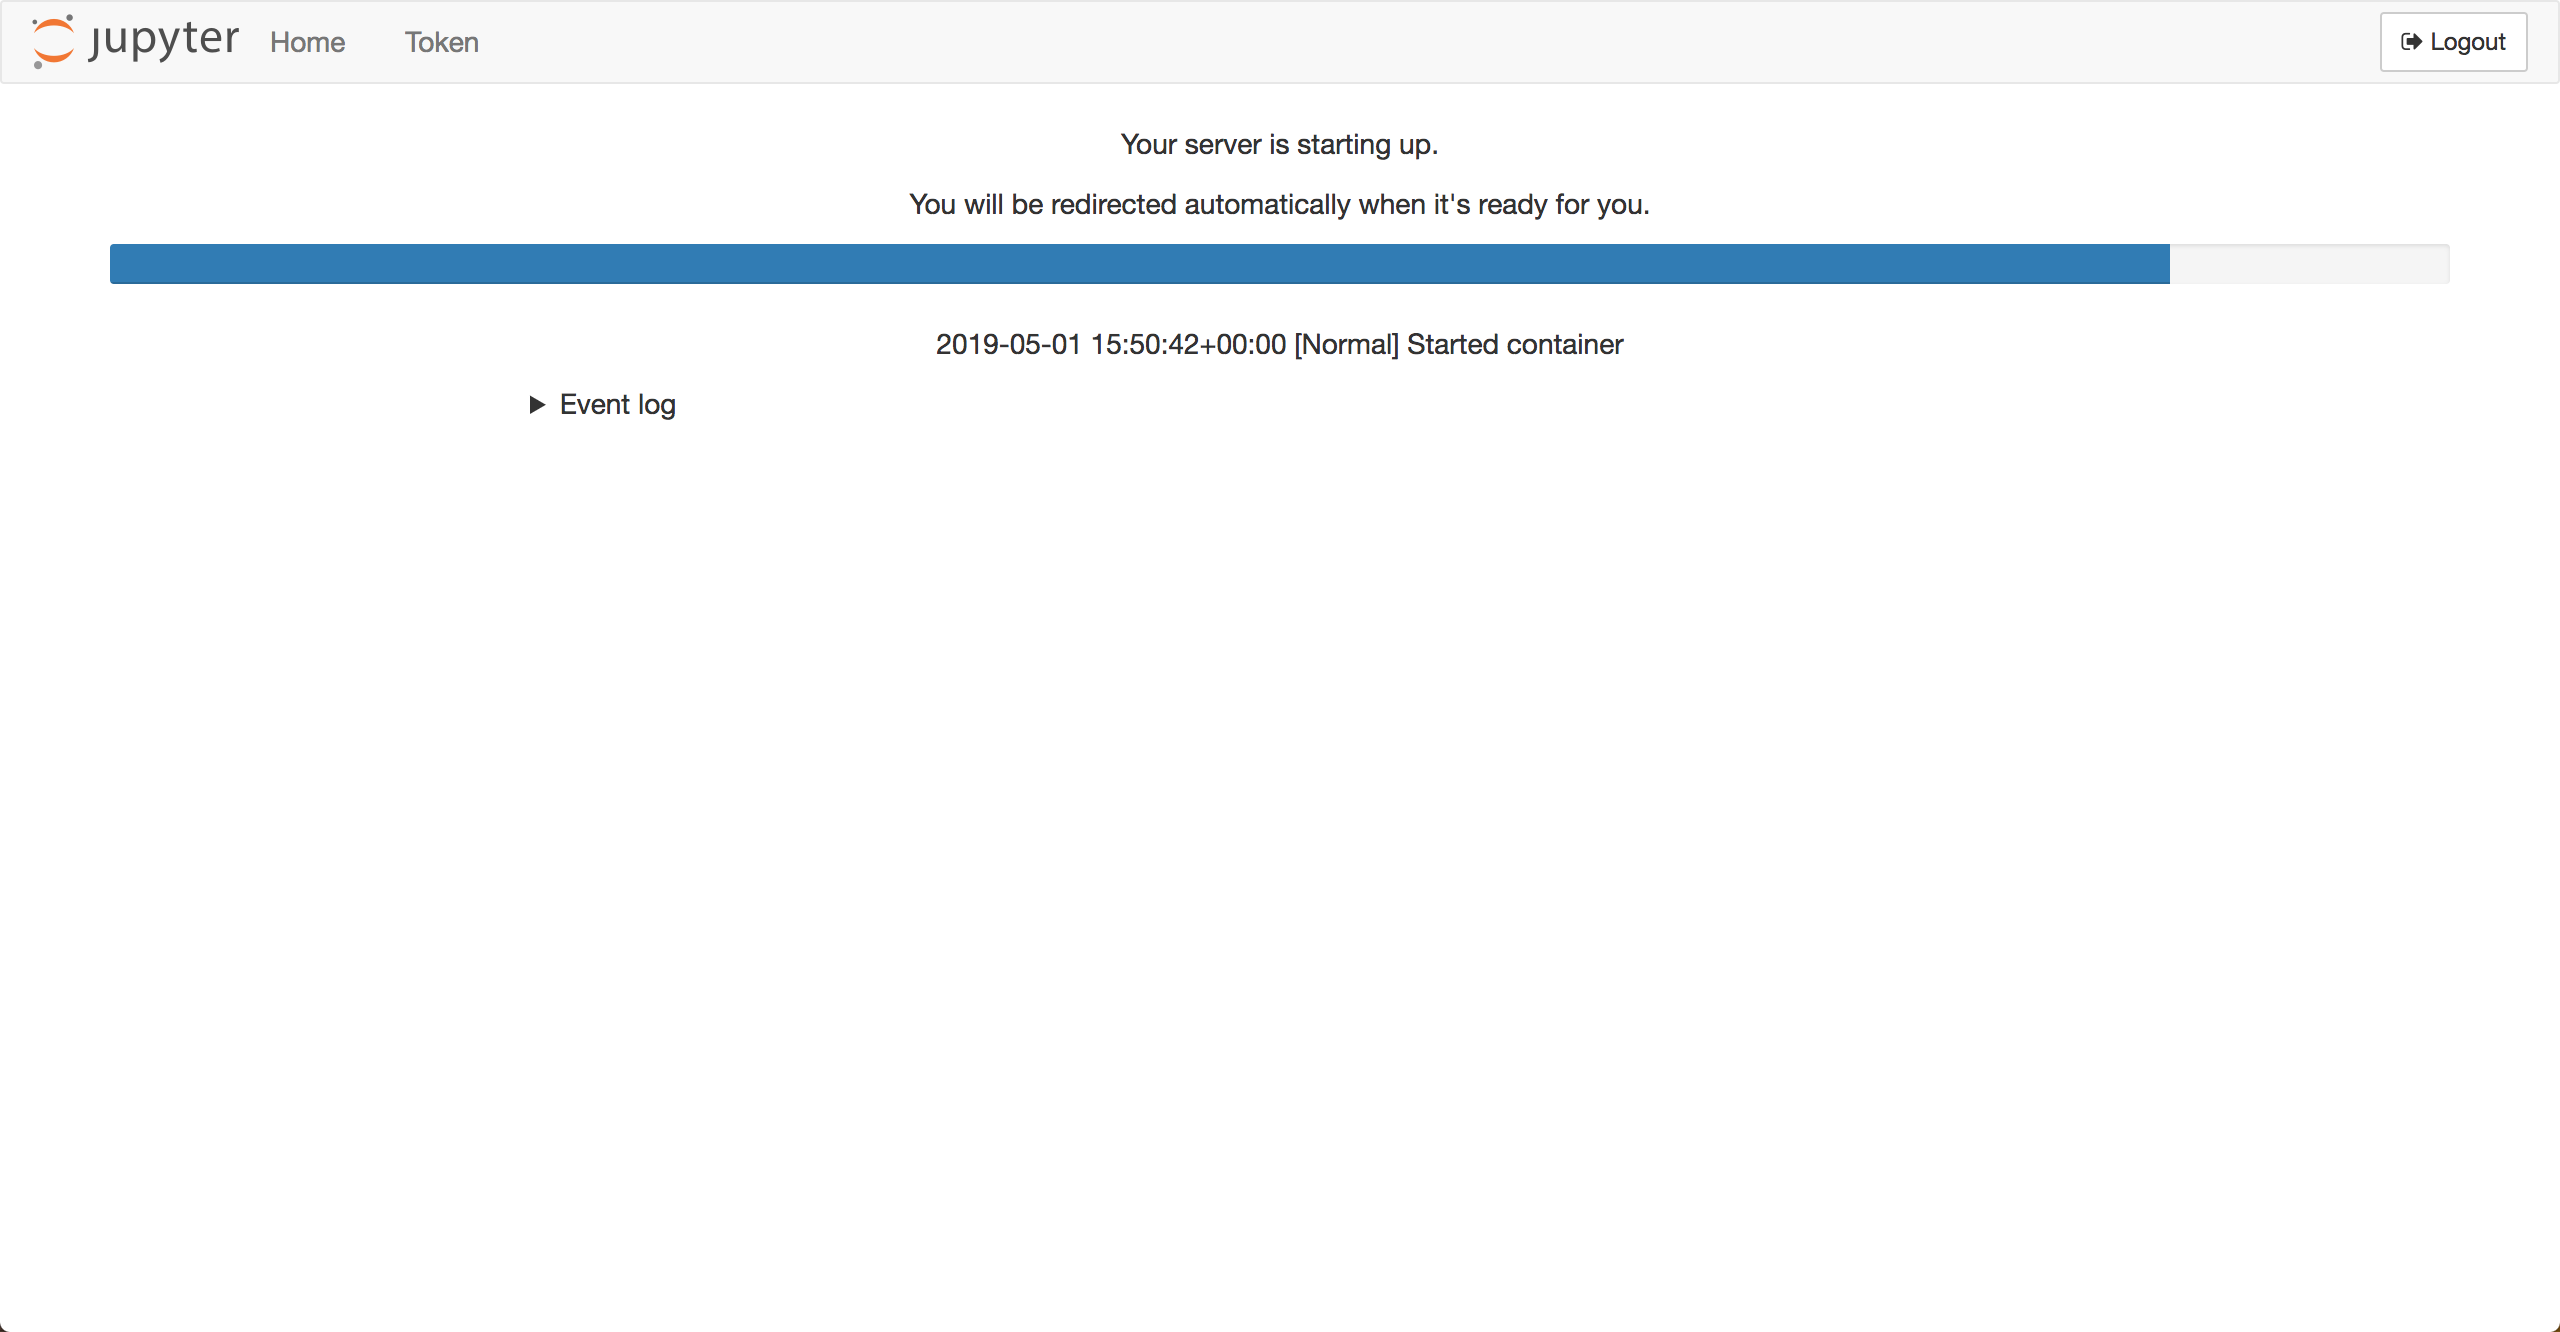 jupyter Home Token Logout
Your server is starting up.
You will be redirected automatically when it's ready for you.
2019-05-01 15:50:42+00:00 [Normal] Started container
Event log